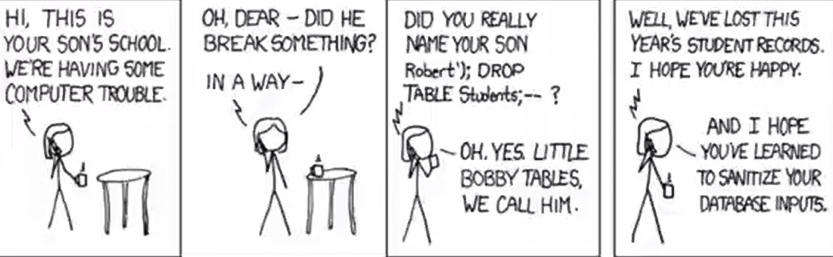 HI, THIS IS
YOUR SON'S SCHOOL.
WE'RE HAVING SOME
COMPUTER TROUBLE.
OH, DEAR – DID HE
BREAK SOMETHING?
IN A WAY–
DID YOU REALLY
NAME YOUR SON
Robert'); DROP
TABLE Students;-- ?
OH. YES. LITTLE
BOBBY TABLES,
WE CALL HIM.
WELL, WE'VE LOST THIS
YEAR'S STUDENT RECORDS.
I HOPE YOU'RE HAPPY.
AND I HOPE
YOU'VE LEARNED
TO SANITIZE YOUR
DATABASE INPUTS.